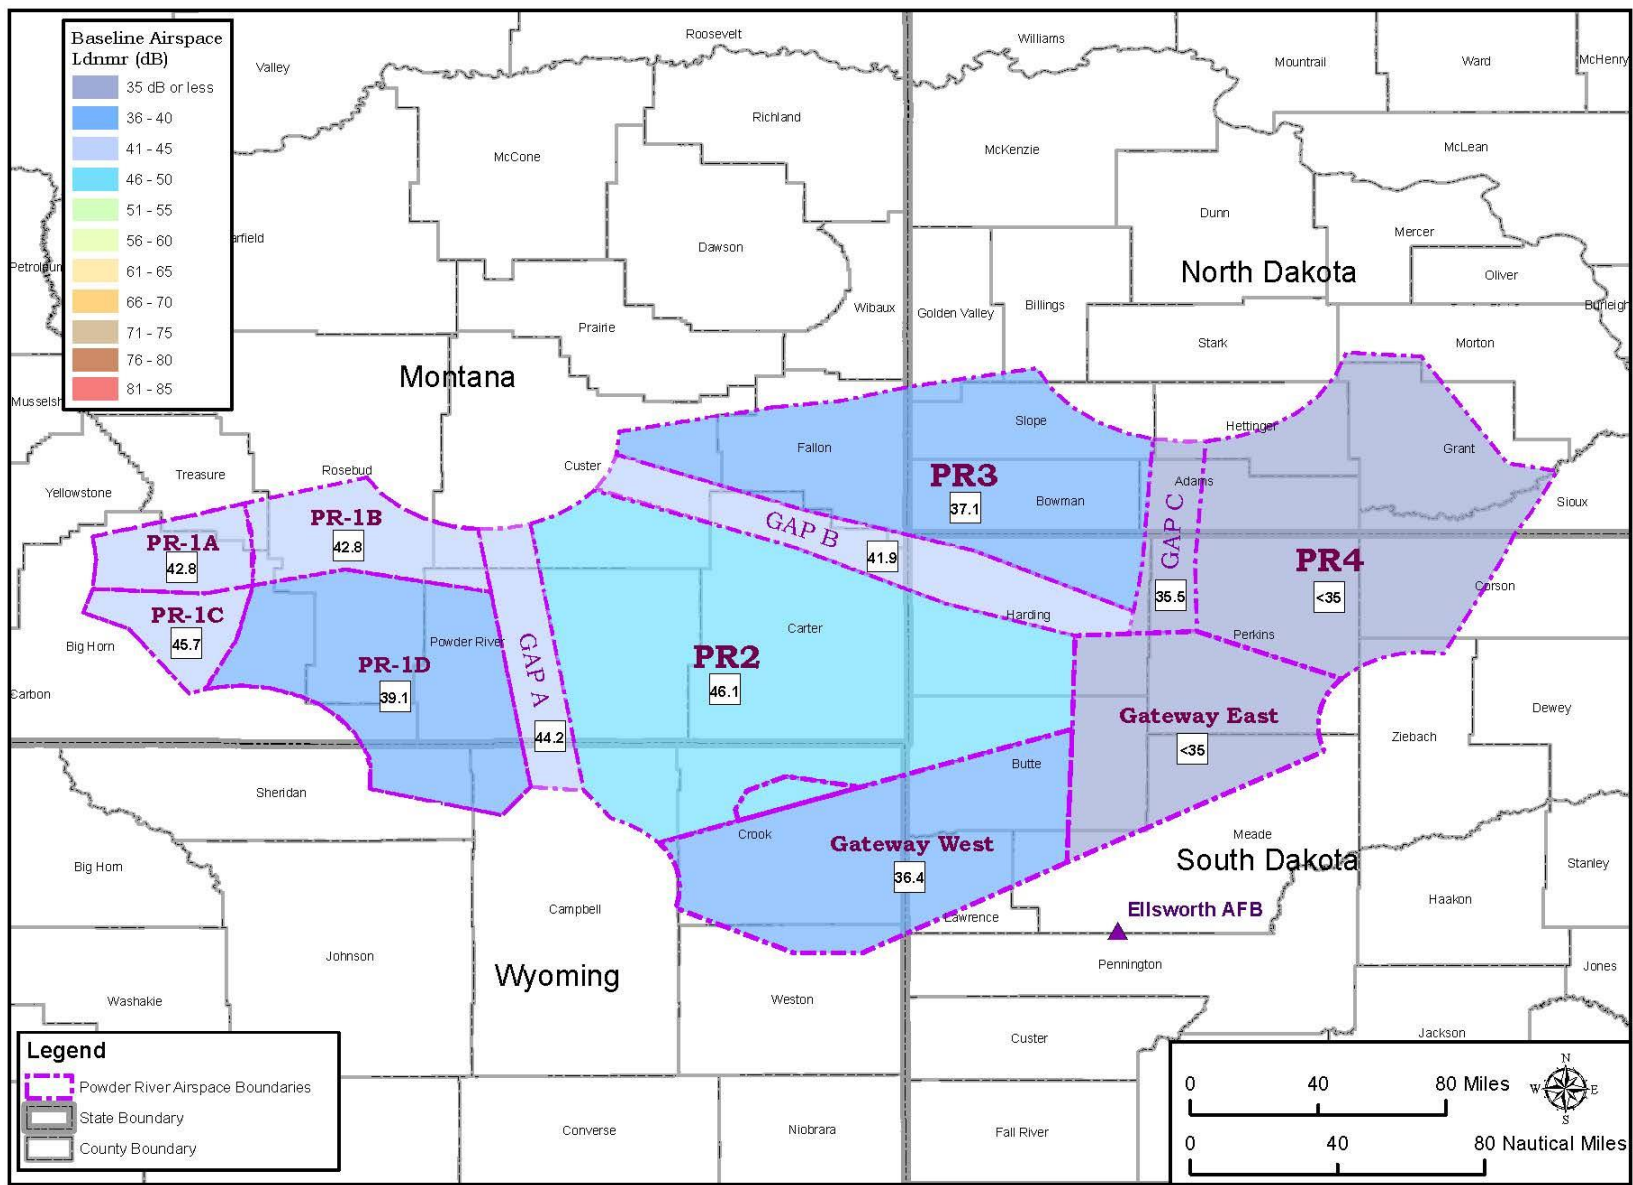 Baseline Airspace
Ldnmr (dB)
35 dB or less
36 - 40
41 - 45
46 - 50
51 - 55
56 - 60
61 - 65
66 - 70
71 - 75
76 - 80
81 - 85
Valley
Roosevelt
Williams
Mountrail
Ward
McHenry
Richland
McCone
McKenzie
McLean
Dunn
Mercer
arfield
Dawson
Petroleum
North Dakota
Oliver
Burleigh
Wibaux
Golden Valley
Billings
Prairie
Stark
Morton
Montana
Musselsh
Slope
Hettinger
Fallon
Grant
Custer
Treasure
Rosebud
Yellowstone
PR3
37.1
Bowman
Adams
Sioux
PR-1B
42.8
PR-1A
42.8
GAP B
41.9
GAP C
35.5
PR4
<35
Corson
PR-1C
45.7
Big Horn
Harding
Perkins
Powder River
Carter
GAP A
44.2
PR-1D
39.1
PR2
46.1
Carbon
Gateway East
<35
Dewey
Ziebach
Butte
Sheridan
Crook
Gateway West
36.4
Meade
South Dakota
Big Horn
Stanley
Haakon
Campbell
Lawrence
Ellsworth AFB
Johnson
Wyoming
Pennington
Jones
Washakie
Weston
Custer
Jackson
Converse
Niobrara
Fall River
Legend
Powder River Airspace Boundaries
State Boundary
County Boundary
0 40 80 Miles
0 40 80 Nautical Miles
N
W E
S